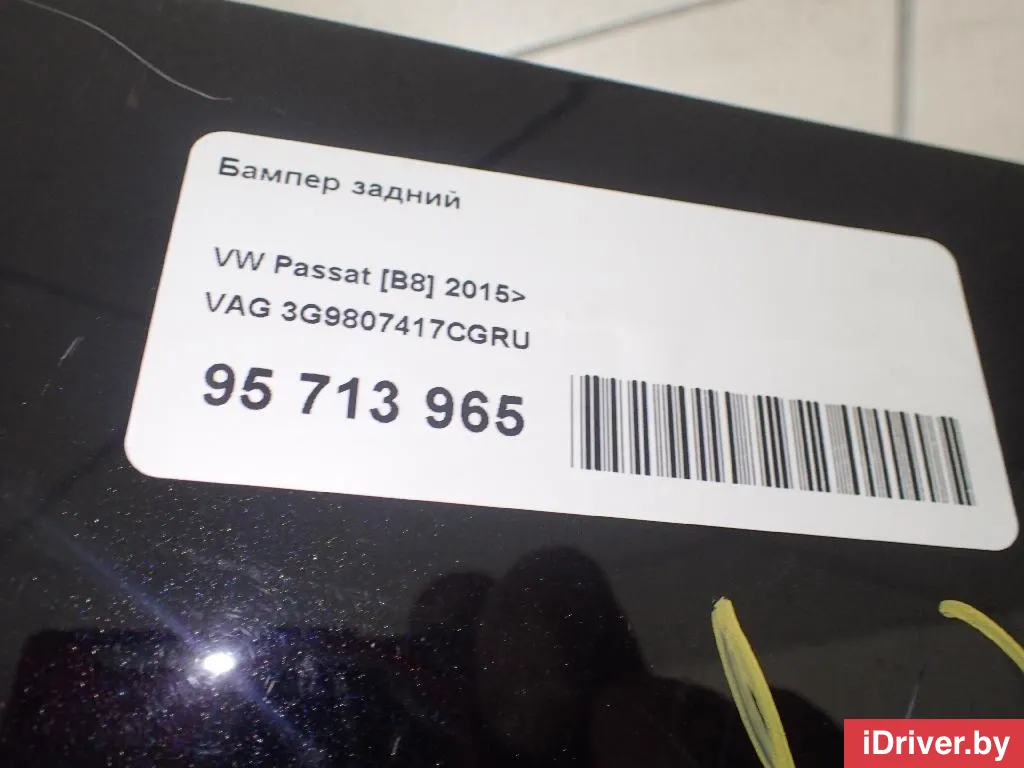 Бампер задний
VW Passat [B8] 2015>
VAG 3G9807417CGRU
95 713 965
iDriver.by